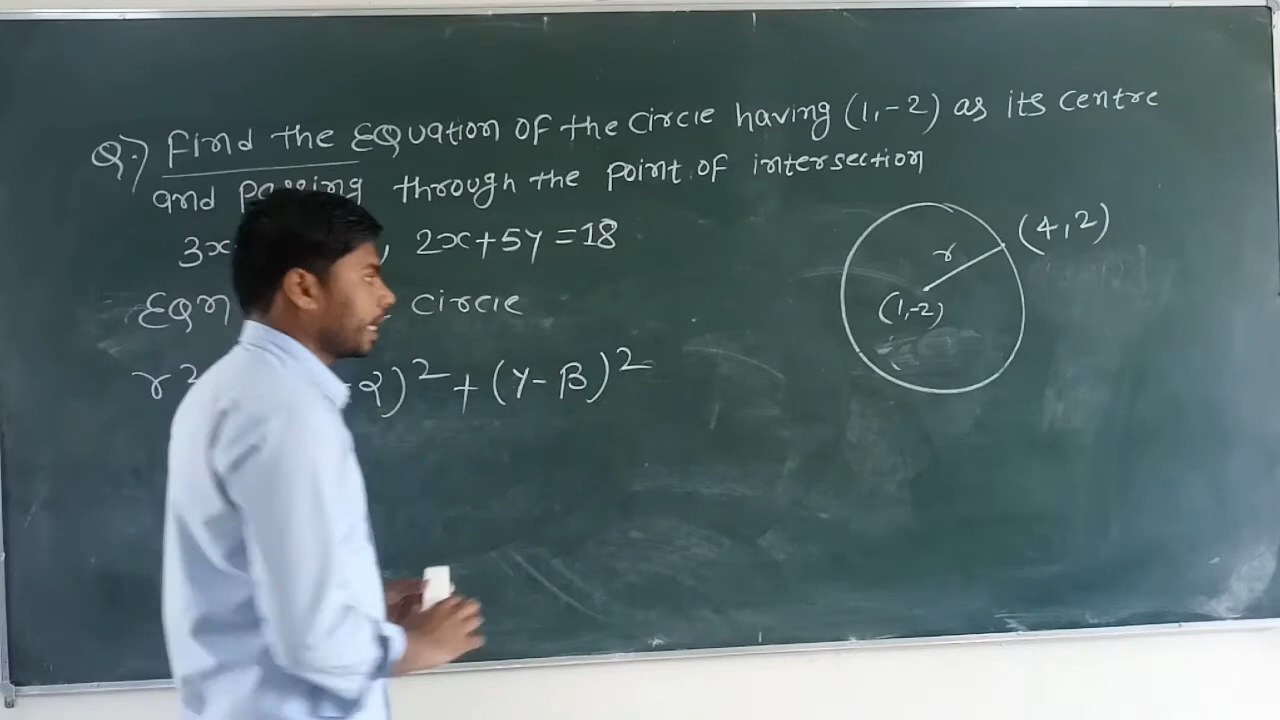 Q.) Find the Equation of the circle having (1,-2) as its centre
and passing through the point of intersection
3x , 2x+5y=18
Eqn circle
r² -α)² + (y-β)²
(4,2)
r
(1,-2)